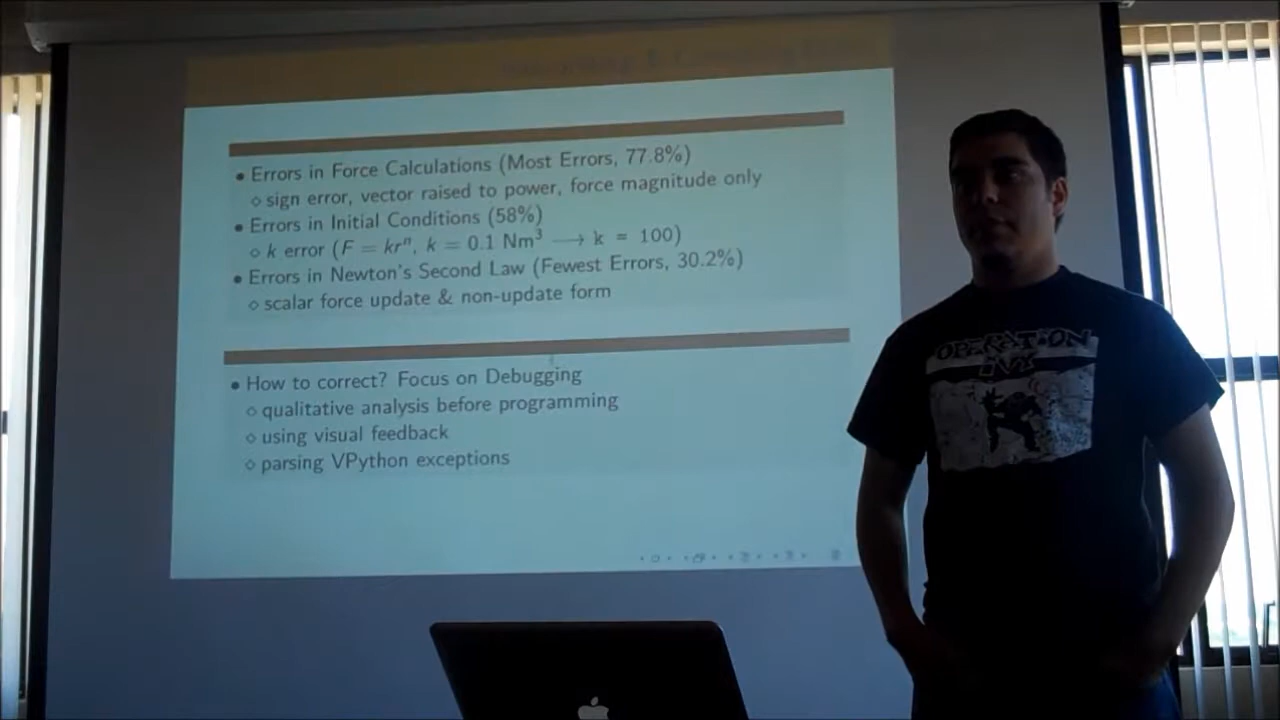 • Errors in Force Calculations (Most Errors, 77.8%)
⋄ sign error, vector raised to power, force magnitude only
• Errors in Initial Conditions (58%)
⋄ k error (F = krⁿ, k = 0.1 Nm³ ⟶ k = 100)
• Errors in Newton's Second Law (Fewest Errors, 30.2%)
⋄ scalar force update & non-update form
• How to correct? Focus on Debugging
⋄ qualitative analysis before programming
⋄ using visual feedback
⋄ parsing VPython exceptions
OPERATION
IVY